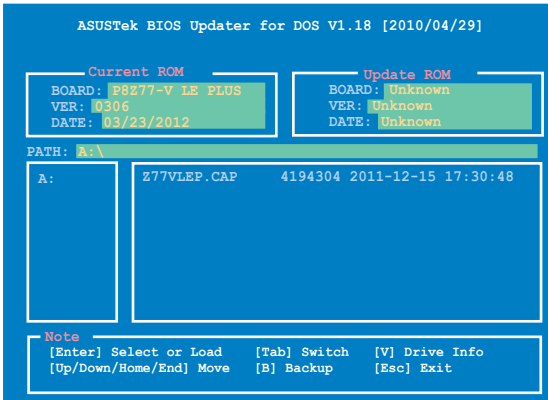 ASUSTek BIOS Updater for DOS V1.18 [2010/04/29]
Current ROM
BOARD: P8Z77-V LE PLUS
VER: 0306
DATE: 03/23/2012
Update ROM
BOARD: Unknown
VER: Unknown
DATE: Unknown
PATH: A:\
A:
Z77VLEP.CAP 4194304 2011-12-15 17:30:48
Note
[Enter] Select or Load [Tab] Switch [V] Drive Info
[Up/Down/Home/End] Move [B] Backup [Esc] Exit